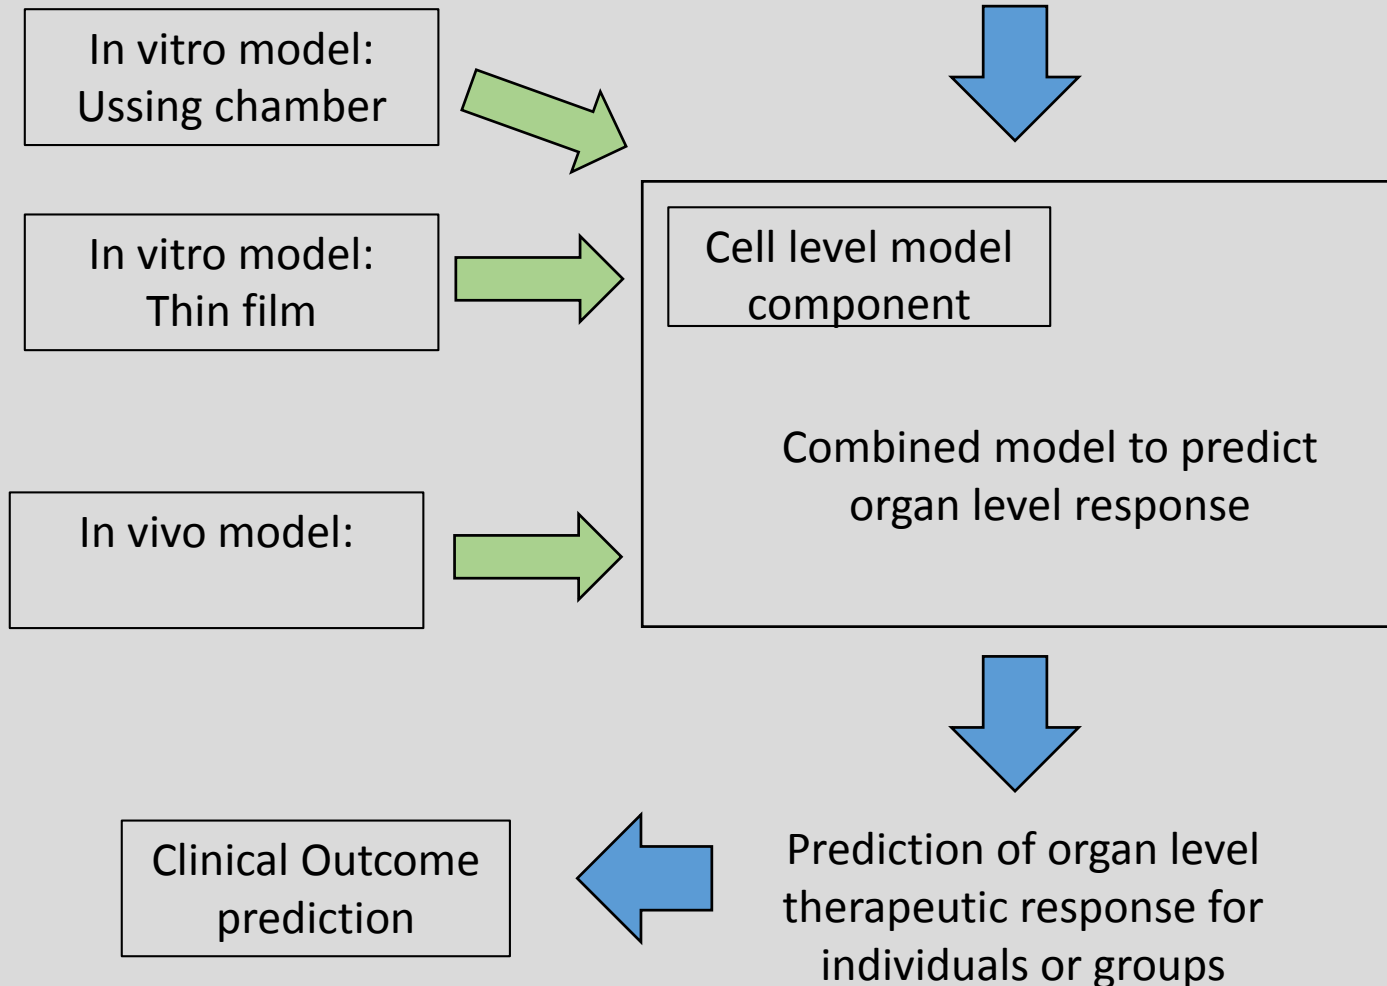 In vitro model:
Ussing chamber
In vitro model:
Thin film
Cell level model
component
Combined model to predict
organ level response
In vivo model:
Clinical Outcome
prediction
Prediction of organ level
therapeutic response for
individuals or groups